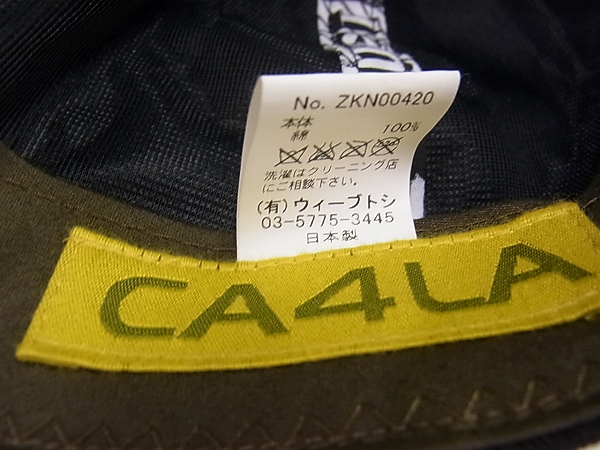 No. ZKN00420
本体
綿 100%
洗濯はクリーニング店
にご相談下さい。
(有)ウィーブトシ
03-5775-3445
日本製
CA4LA